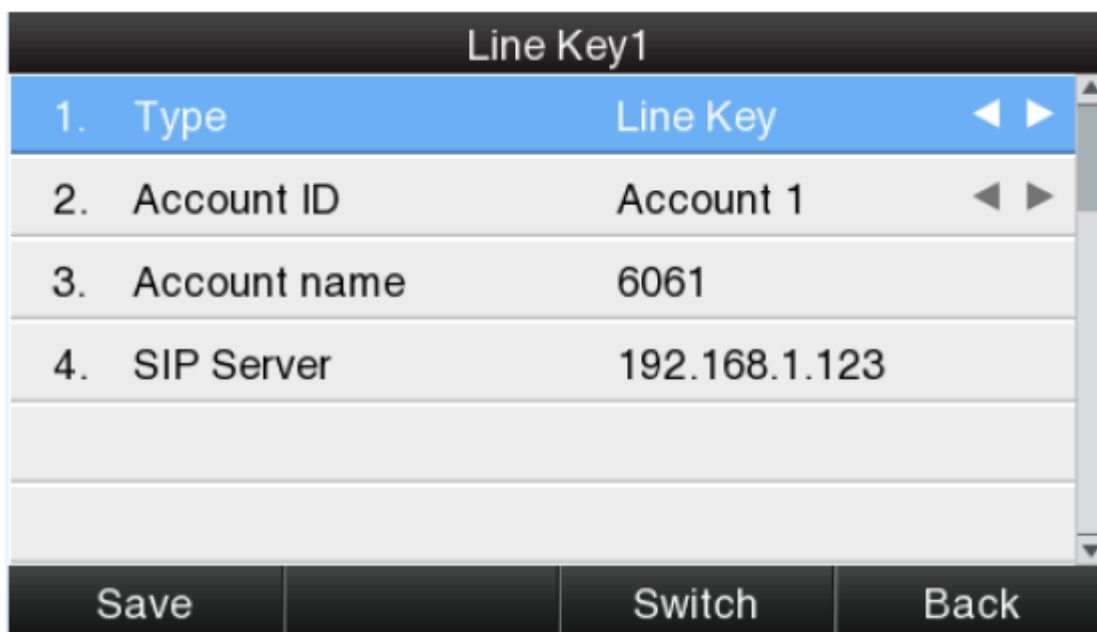 Line Key1
1. Type Line Key
2. Account ID Account 1
3. Account name 6061
4. SIP Server 192.168.1.123
Save Switch Back